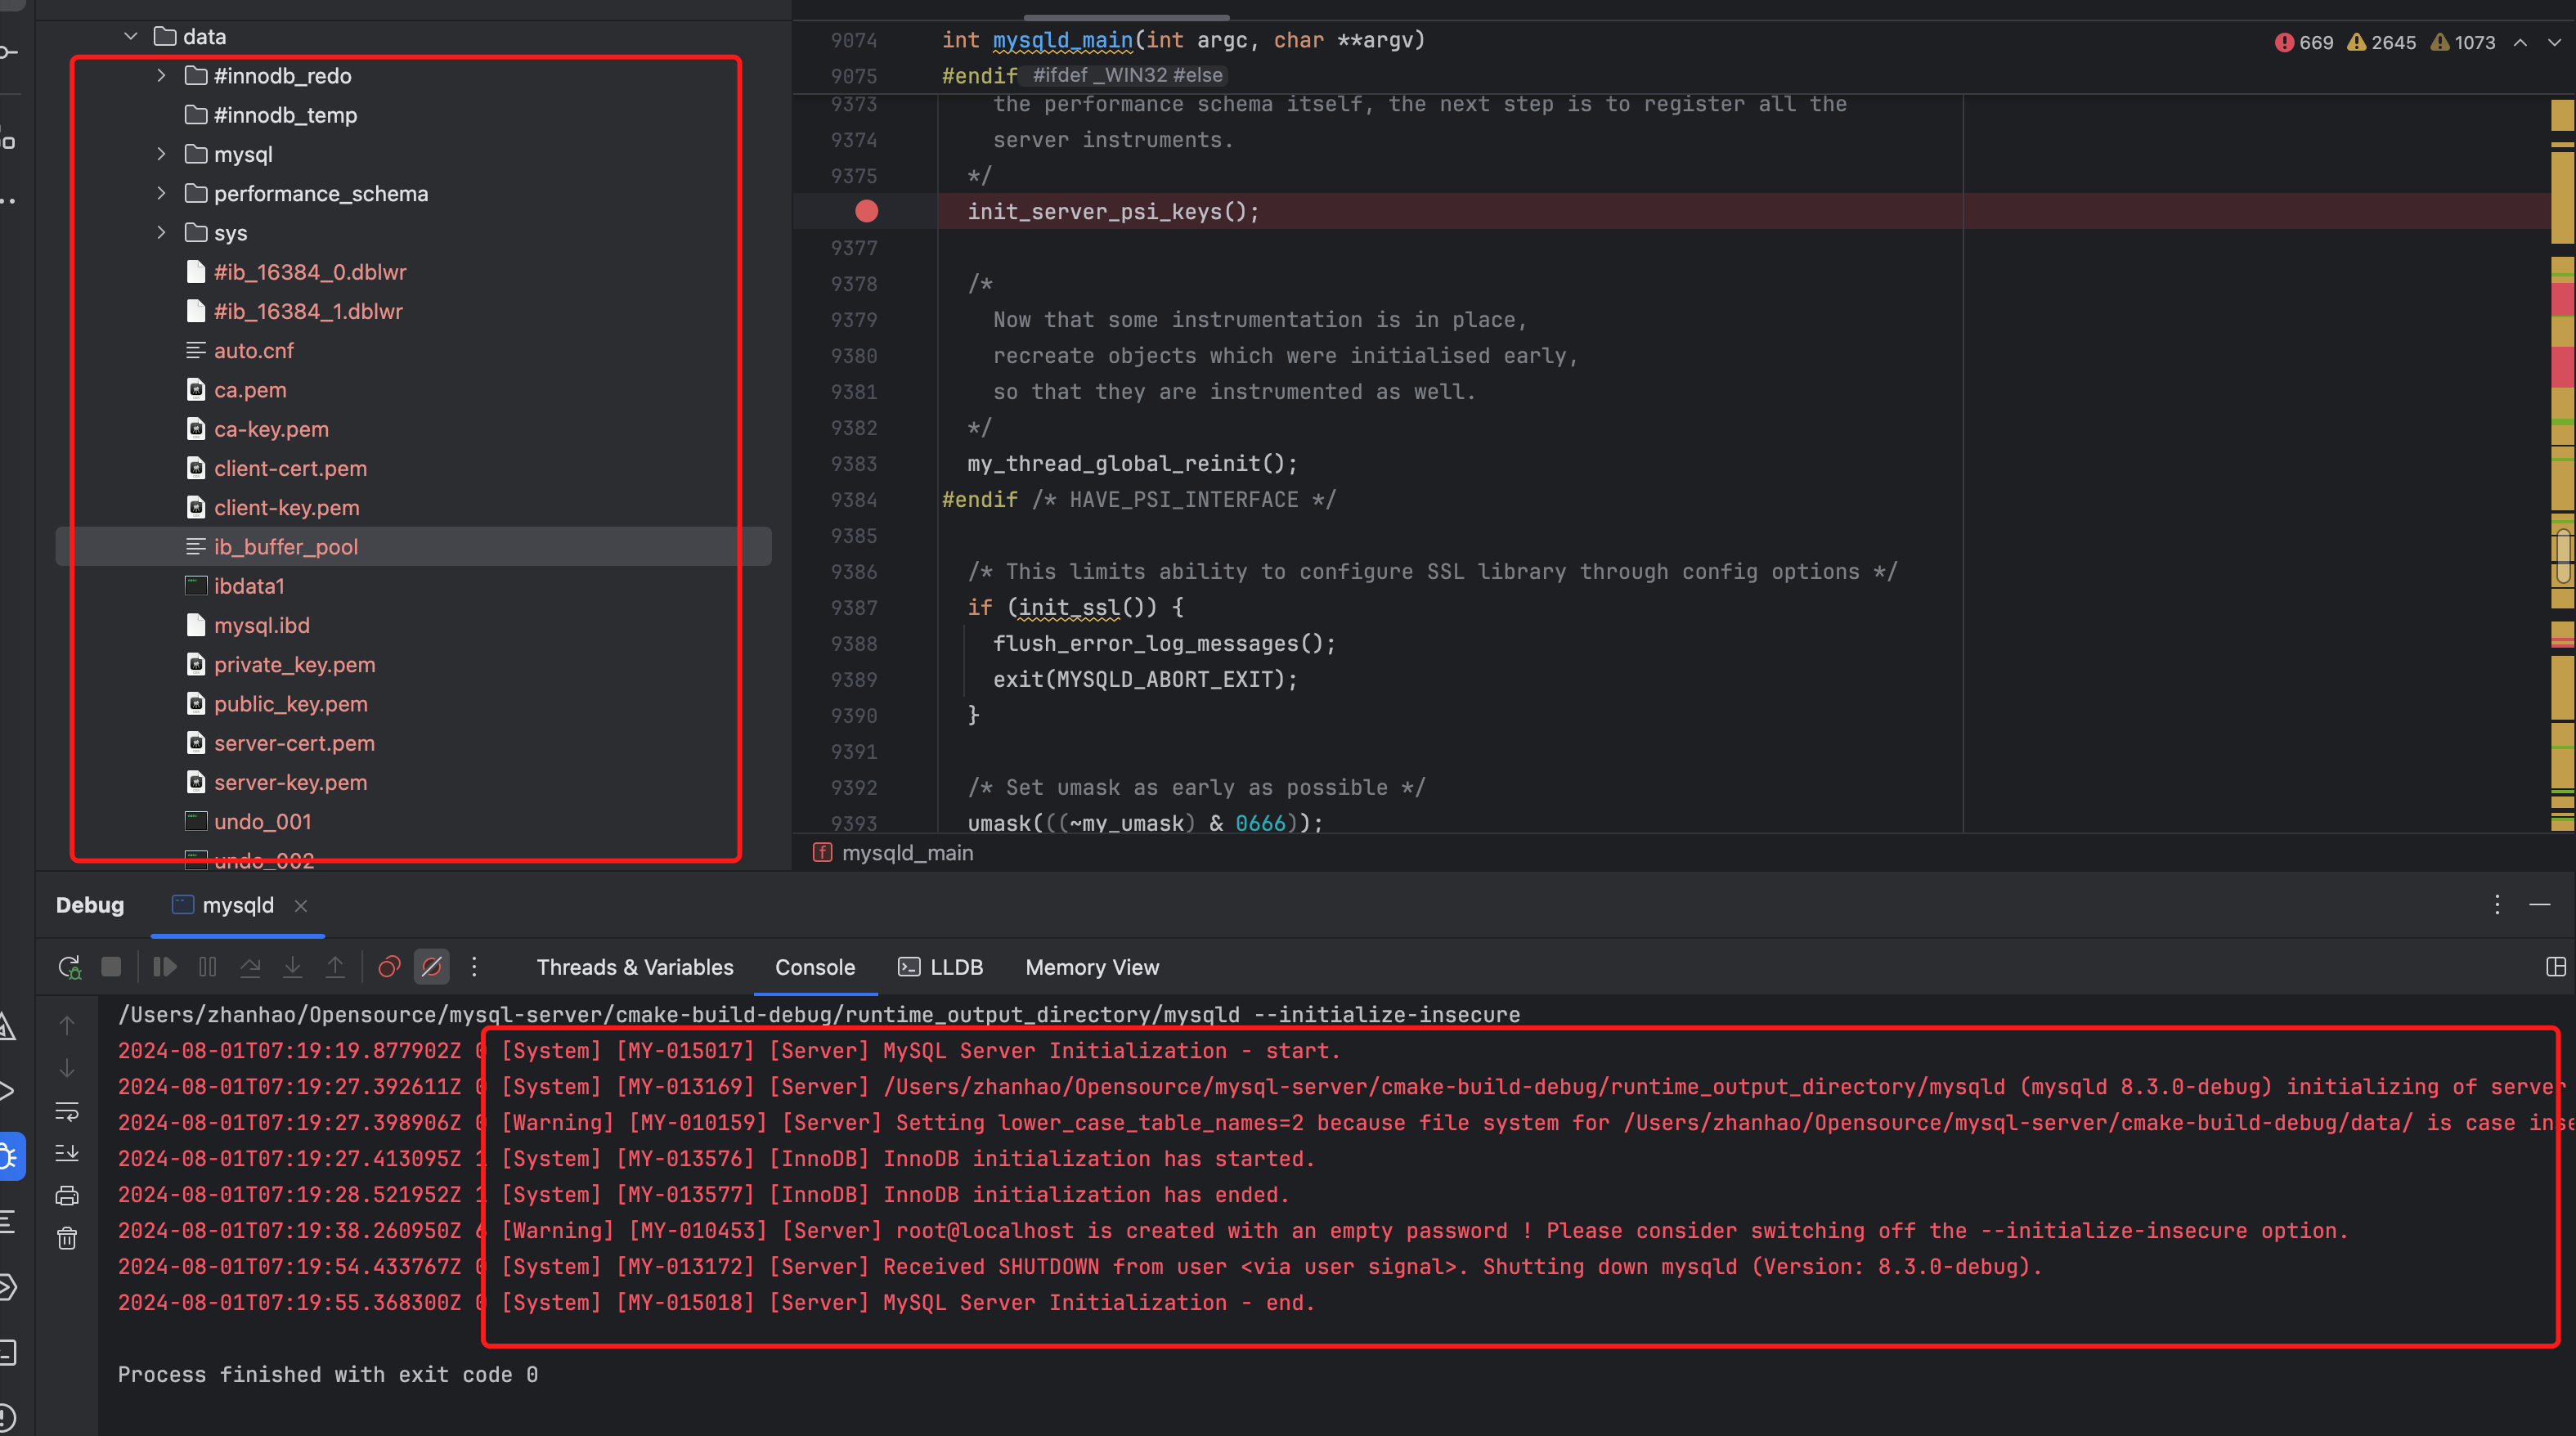 data
#innodb_redo
#innodb_temp
mysql
performance_schema
sys
#ib_16384_0.dblwr
#ib_16384_1.dblwr
auto.cnf
ca.pem
ca-key.pem
client-cert.pem
client-key.pem
ib_buffer_pool
ibdata1
mysql.ibd
private_key.pem
public_key.pem
server-cert.pem
server-key.pem
undo_001
undo_002
9074 int mysqld_main(int argc, char **argv)
669 2645 1073
9075 #endif #ifdef _WIN32 #else
9373 the performance schema itself, the next step is to register all the
9374 server instruments.
9375 */
init_server_psi_keys();
9377
9378 /*
9379 Now that some instrumentation is in place,
9380 recreate objects which were initialised early,
9381 so that they are instrumented as well.
9382 */
9383 my_thread_global_reinit();
9384 #endif /* HAVE_PSI_INTERFACE */
9385
9386 /* This limits ability to configure SSL library through config options */
9387 if (init_ssl()) {
9388 flush_error_log_messages();
9389 exit(MYSQLD_ABORT_EXIT);
9390 }
9391
9392 /* Set umask as early as possible */
9393 umask(((~my_umask) & 0666));
mysqld_main
Debug mysqld
Threads & Variables Console LLDB Memory View
/Users/zhanhao/Opensource/mysql-server/cmake-build-debug/runtime_output_directory/mysqld --initialize-insecure
2024-08-01T07:19:19.877902Z 0 [System] [MY-015017] [Server] MySQL Server Initialization - start.
2024-08-01T07:19:27.392611Z 0 [System] [MY-013169] [Server] /Users/zhanhao/Opensource/mysql-server/cmake-build-debug/runtime_output_directory/mysqld (mysqld 8.3.0-debug) initializing of server
2024-08-01T07:19:27.398906Z 0 [Warning] [MY-010159] [Server] Setting lower_case_table_names=2 because file system for /Users/zhanhao/Opensource/mysql-server/cmake-build-debug/data/ is case inse
2024-08-01T07:19:27.413095Z 1 [System] [MY-013576] [InnoDB] InnoDB initialization has started.
2024-08-01T07:19:28.521952Z 1 [System] [MY-013577] [InnoDB] InnoDB initialization has ended.
2024-08-01T07:19:38.260950Z 6 [Warning] [MY-010453] [Server] root@localhost is created with an empty password ! Please consider switching off the --initialize-insecure option.
2024-08-01T07:19:54.433767Z 0 [System] [MY-013172] [Server] Received SHUTDOWN from user <via user signal>. Shutting down mysqld (Version: 8.3.0-debug).
2024-08-01T07:19:55.368300Z 0 [System] [MY-015018] [Server] MySQL Server Initialization - end.
Process finished with exit code 0